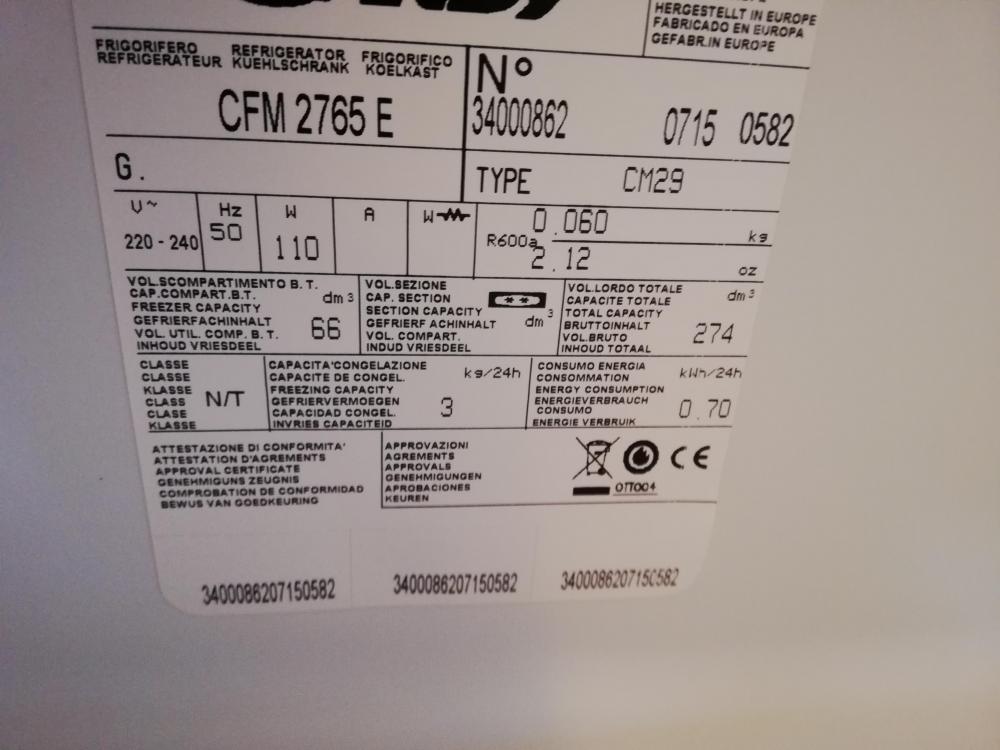 HERGESTELLT IN EUROPE
FABRICADO EN EUROPA
GEFABR.IN EUROPE
FRIGORIFERO REFRIGERATOR FRIGORIFICO
REFRIGERATEUR KUEHLSCHRANK KOELKAST
CFM 2765 E
N°
34000862 0715 0582
G.
TYPE CM29
V~
220 - 240
Hz
50
W
110
A
W
R600a
0.060 kg
2.12 oz
VOL.SCOMPARTIMENTO B. T.
CAP.COMPART.B.T.
FREEZER CAPACITY
GEFRIERFACHINHALT
VOL. UTIL. COMP. B. T.
INHOUD VRIESDEEL
dm³
66
VOL.SEZIONE
CAP. SECTION
SECTION CAPACITY
GEFRIERF ACHINHALT
VOL. COMPART.
INDUD VRIESDEEL
**
dm³
VOL.LORDO TOTALE
CAPACITE TOTALE
TOTAL CAPACITY
BRUTTOINHALT
VOL.BRUTO
INHOUD TOTAAL
dm³
274
CLASSE
CLASSE
KLASSE
CLASS
CLASE
KLASSE
N/T
CAPACITA'CONGELAZIONE
CAPACITE DE CONGEL.
FREEZING CAPACITY
GEFRIERVERMOEGEN
CAPACIDAD CONGEL.
INVRIES CAPACITEID
kg/24h
3
CONSUMO ENERGIA
CONSOMMATION
ENERGY CONSUMPTION
ENERGIEVERBRAUCH
CONSUMO
ENERGIE VERBRUIK
kWh/24h
0.70
ATTESTAZIONE DI CONFORMITA'
ATTESTATION D'AGREMENTS
APPROVAL CERTIFICATE
GENEHMIGUNS ZEUGNIS
COMPROBATION DE CONFORMIDAD
BEWUS VAN GOEDKEURING
APPROVAZIONI
AGREMENTS
APPROVALS
GENEHMIGUNGEN
APROBACIONES
KEUREN
CE
3400086207150582 3400086207150582 3400086207150582